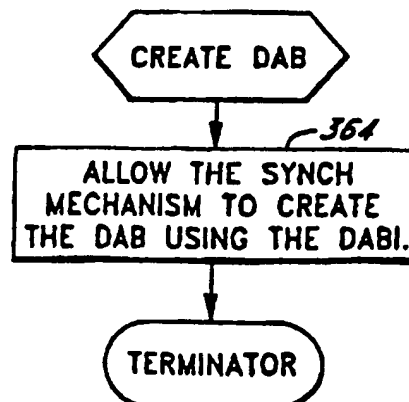 CREATE DAB
364
ALLOW THE SYNCH
MECHANISM TO CREATE
THE DAB USING THE DABI.
TERMINATOR